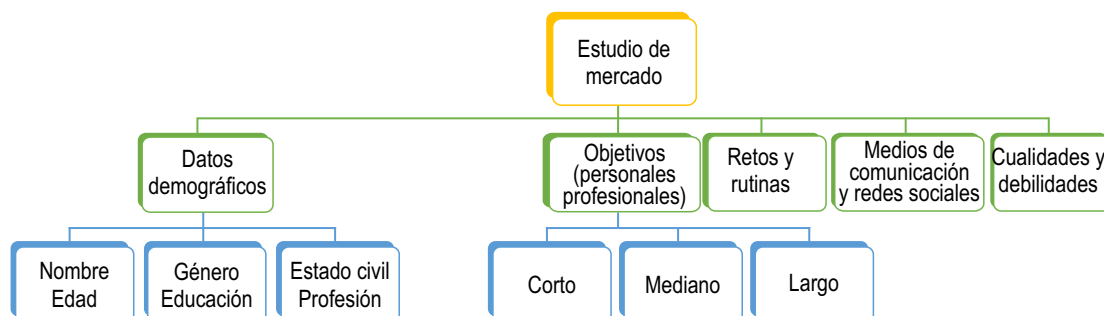 Estudio de
mercado
Datos
demográficos
Objetivos
(personales
profesionales)
Retos y
rutinas
Medios de
comunicación
y redes sociales
Cualidades y
debilidades
Nombre
Edad
Género
Educación
Estado civil
Profesión
Corto
Mediano
Largo